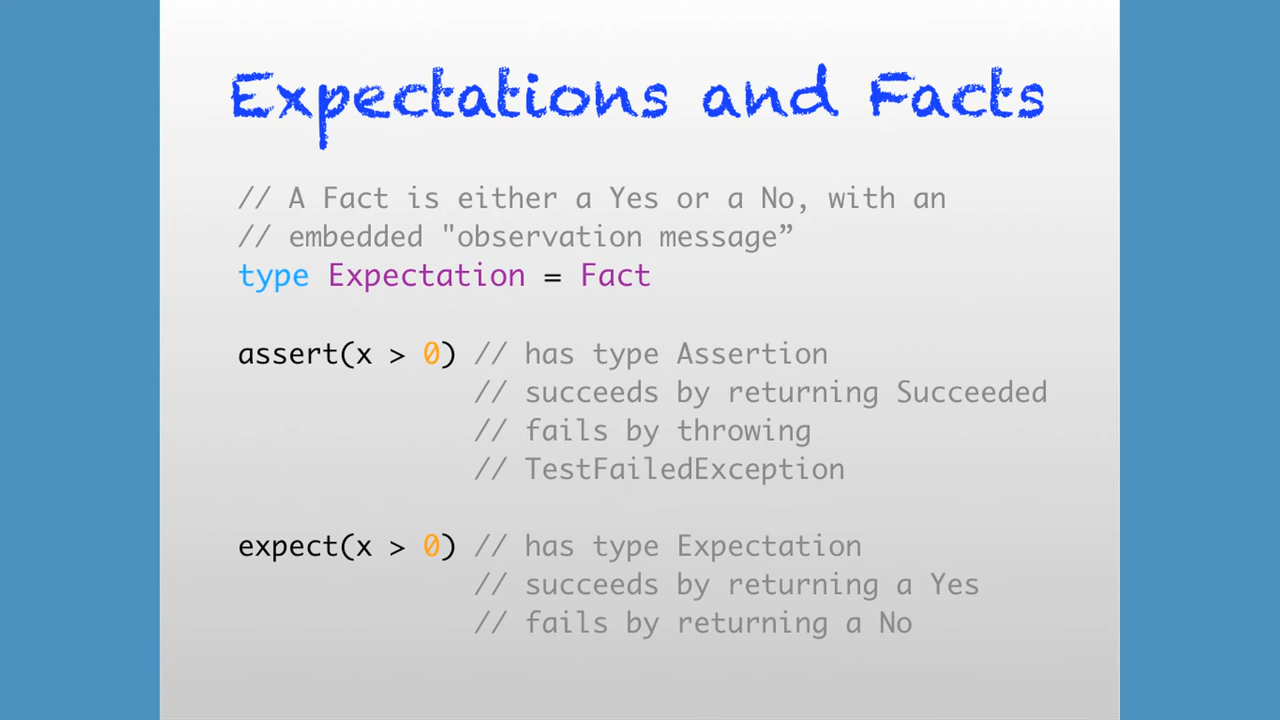 Expectations and Facts
// A Fact is either a Yes or a No, with an
// embedded "observation message”
type Expectation = Fact
assert(x > 0) // has type Assertion
// succeeds by returning Succeeded
// fails by throwing
// TestFailedException
expect(x > 0) // has type Expectation
// succeeds by returning a Yes
// fails by returning a No